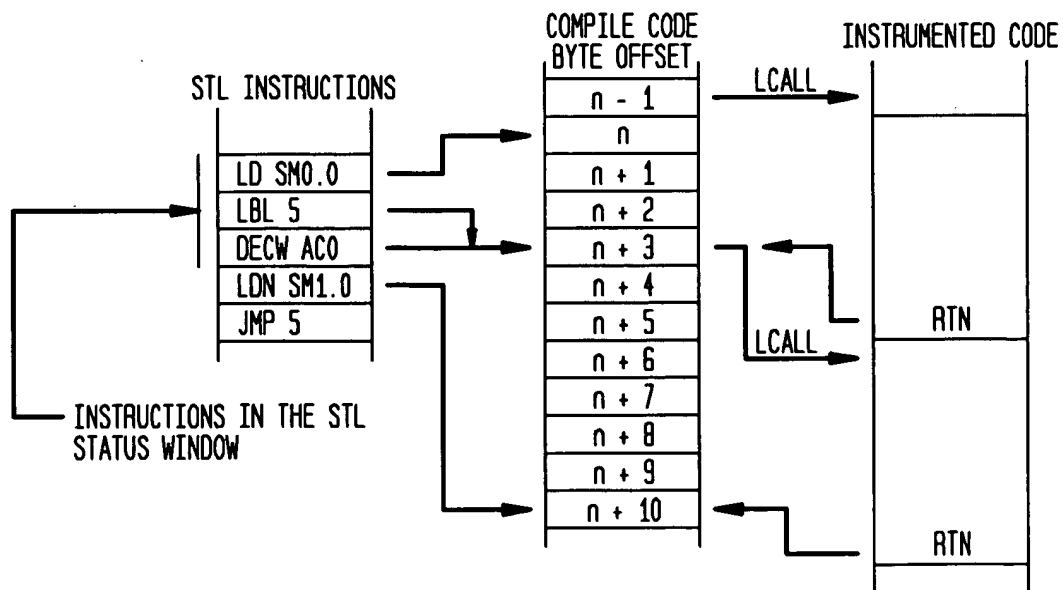 COMPILE CODE
BYTE OFFSET
INSTRUMENTED CODE
STL INSTRUCTIONS
n - 1
LCALL
n
LD SM0.0
n + 1
LBL 5
n + 2
DECW AC0
n + 3
LDN SM1.0
n + 4
JMP 5
n + 5
RTN
LCALL
n + 6
n + 7
INSTRUCTIONS IN THE STL
STATUS WINDOW
n + 8
n + 9
n + 10
RTN